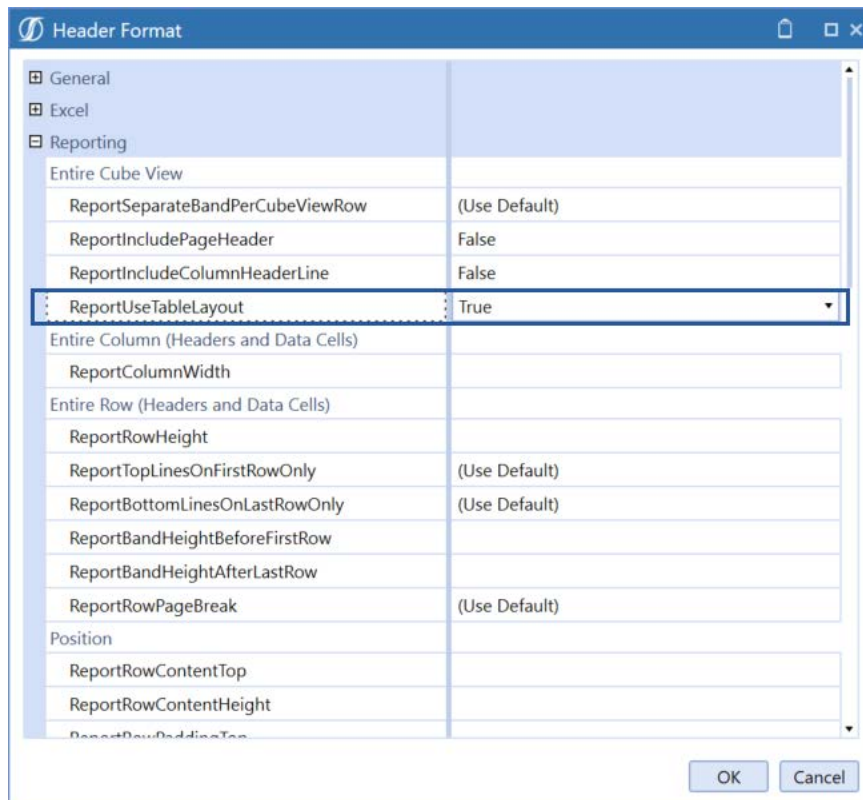 Header Format
General
Excel
Reporting
Entire Cube View
ReportSeparateBandPerCubeViewRow (Use Default)
ReportIncludePageHeader False
ReportIncludeColumnHeaderLine False
ReportUseTableLayout True
Entire Column (Headers and Data Cells)
ReportColumnWidth
Entire Row (Headers and Data Cells)
ReportRowHeight
ReportTopLinesOnFirstRowOnly (Use Default)
ReportBottomLinesOnLastRowOnly (Use Default)
ReportBandHeightBeforeFirstRow
ReportBandHeightAfterLastRow
ReportRowPageBreak (Use Default)
Position
ReportRowContentTop
ReportRowContentHeight
ReportRowPaddingTop
OK Cancel